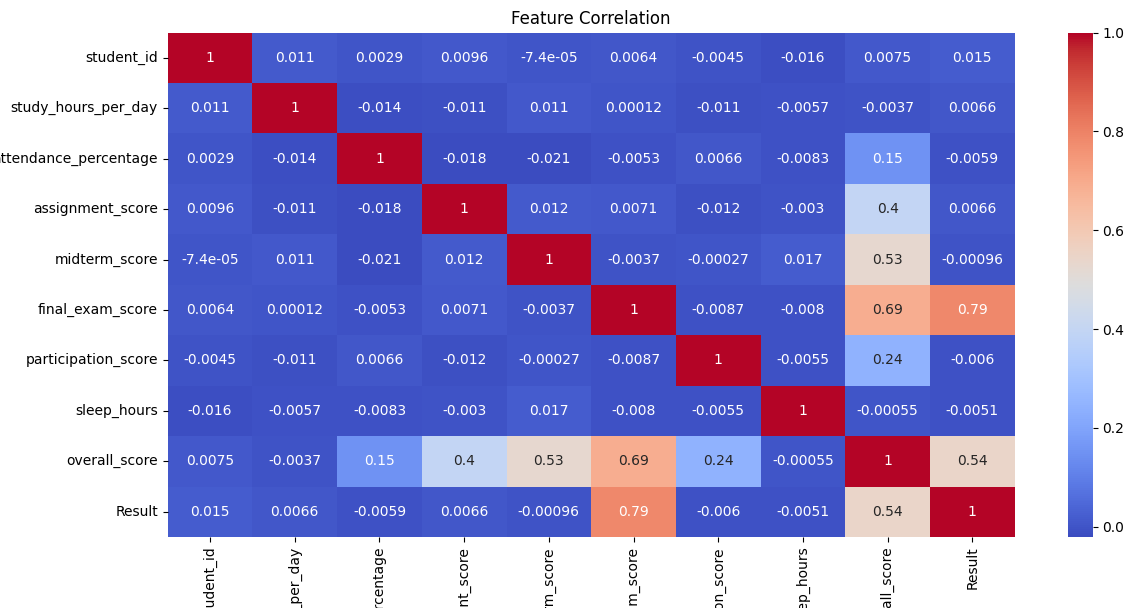 Feature Correlation
student_id 1 0.011 0.0029 0.0096 -7.4e-05 0.0064 -0.0045 -0.016 0.0075 0.015
study_hours_per_day 0.011 1 -0.014 -0.011 0.011 0.00012 -0.011 -0.0057 -0.0037 0.0066
attendance_percentage 0.0029 -0.014 1 -0.018 -0.021 -0.0053 0.0066 -0.0083 0.15 -0.0059
assignment_score 0.0096 -0.011 -0.018 1 0.012 0.0071 -0.012 -0.003 0.4 0.0066
midterm_score -7.4e-05 0.011 -0.021 0.012 1 -0.0037 -0.00027 0.017 0.53 -0.00096
final_exam_score 0.0064 0.00012 -0.0053 0.0071 -0.0037 1 -0.0087 -0.008 0.69 0.79
participation_score -0.0045 -0.011 0.0066 -0.012 -0.00027 -0.0087 1 -0.0055 0.24 -0.006
sleep_hours -0.016 -0.0057 -0.0083 -0.003 0.017 -0.008 -0.0055 1 -0.00055 -0.0051
overall_score 0.0075 -0.0037 0.15 0.4 0.53 0.69 0.24 -0.00055 1 0.54
Result 0.015 0.0066 -0.0059 0.0066 -0.00096 0.79 -0.006 -0.0051 0.54 1
udent_id
_per_day
rcentage
nt_score
rm_score
m_score
on_score
ep_hours
all_score
Result
1.0
0.8
0.6
0.4
0.2
0.0